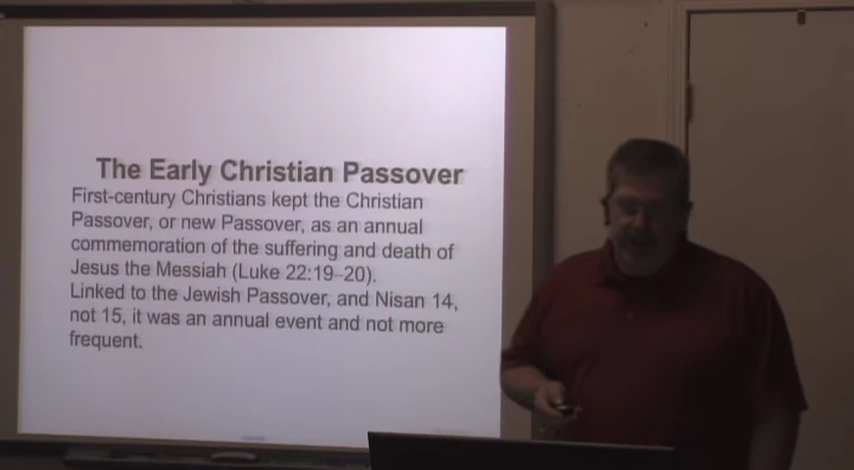 The Early Christian Passover
First-century Christians kept the Christian
Passover, or new Passover, as an annual
commemoration of the suffering and death of
Jesus the Messiah (Luke 22:19–20).
Linked to the Jewish Passover, and Nisan 14,
not 15, it was an annual event and not more
frequent.